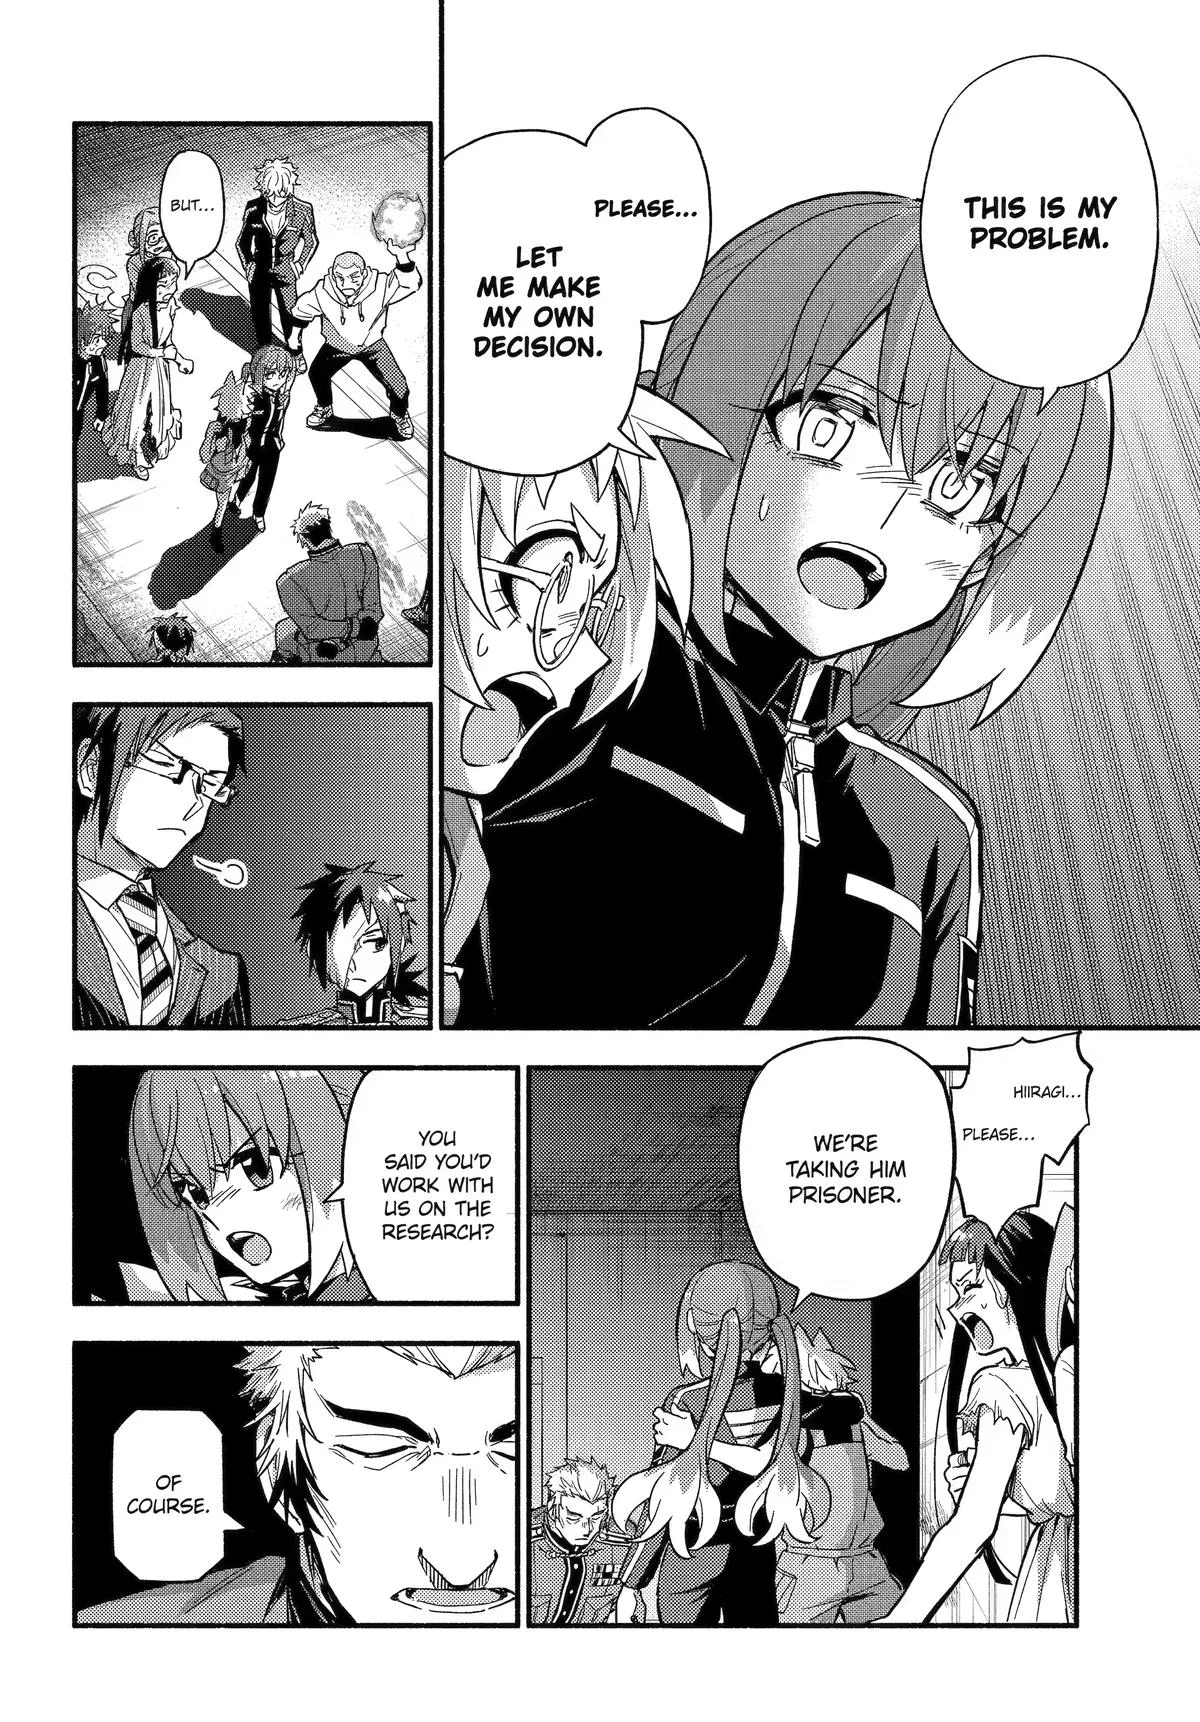 THIS IS MY
PROBLEM.
PLEASE...
LET
ME MAKE
MY OWN
DECISION.
BUT...
HIIRAGI...
PLEASE...
WE'RE
TAKING HIM
PRISONER.
YOU
SAID YOU'D
WORK WITH
US ON THE
RESEARCH?
OF
COURSE.